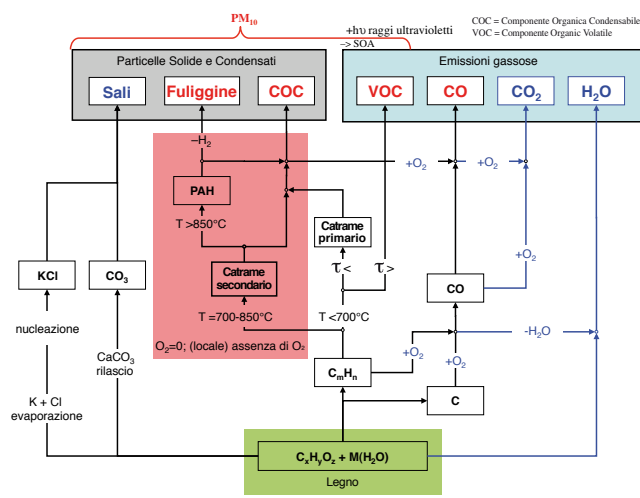 PM10
+hυ raggi ultravioletti
–> SOA
COC = Componente Organica Condensabile
VOC = Componente Organic Volatile
Particelle Solide e Condensati
Emissioni gassose
Sali
Fuliggine
COC
VOC
CO
CO2
H2O
–H2
+O2
+O2
PAH
Catrame
primario
T >850°C
+O2
KCl
CO3
Catrame
secondario
τ<
τ>
CO
nucleazione
T =700-850°C
T <700°C
-H2O
O2=0; (locale) assenza di O2
+O2
+O2
CaCO3
rilascio
CmHn
C
K + Cl
evaporazione
CxHyOz + M(H2O)
Legno